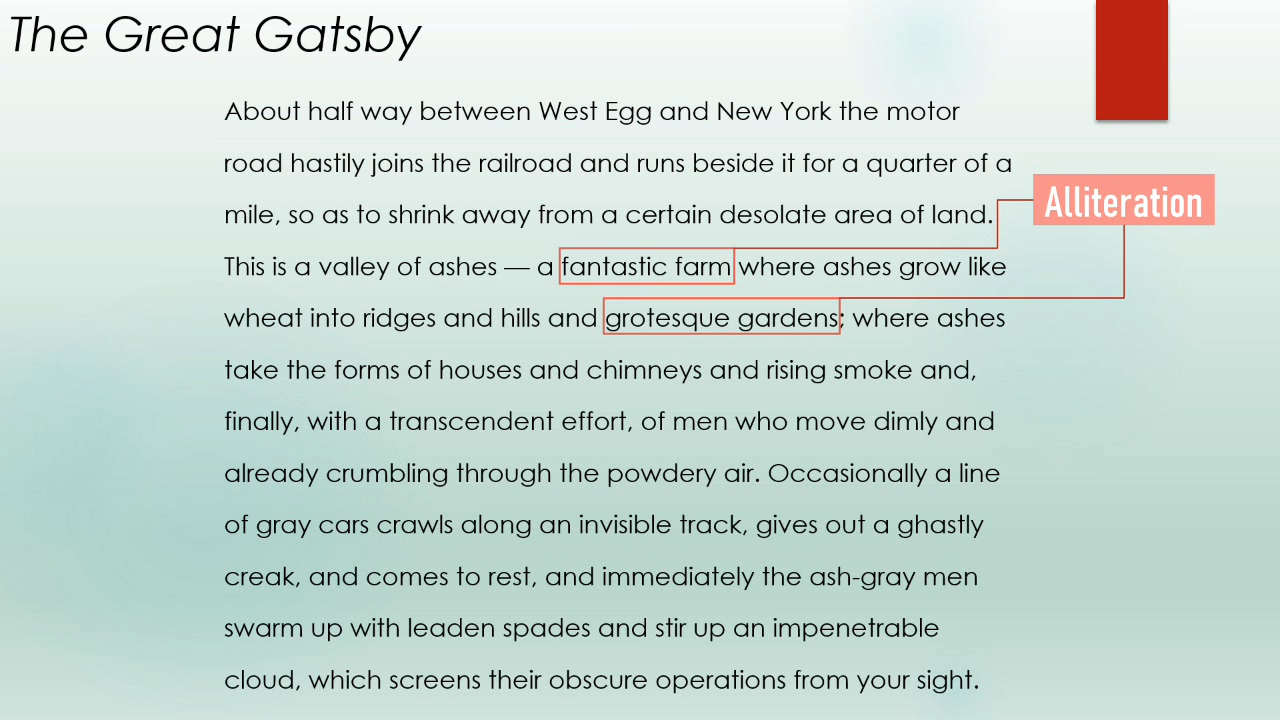 The Great Gatsby
About half way between West Egg and New York the motor
road hastily joins the railroad and runs beside it for a quarter of a
mile, so as to shrink away from a certain desolate area of land.
Alliteration
This is a valley of ashes — a fantastic farm where ashes grow like
wheat into ridges and hills and grotesque gardens; where ashes
take the forms of houses and chimneys and rising smoke and,
finally, with a transcendent effort, of men who move dimly and
already crumbling through the powdery air. Occasionally a line
of gray cars crawls along an invisible track, gives out a ghastly
creak, and comes to rest, and immediately the ash-gray men
swarm up with leaden spades and stir up an impenetrable
cloud, which screens their obscure operations from your sight.